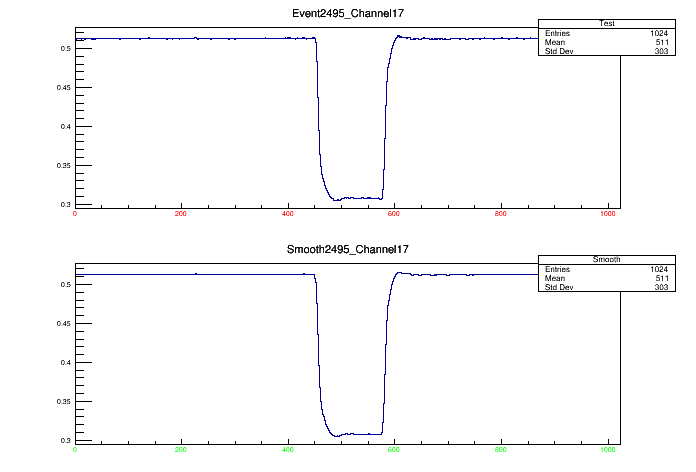 Event2495_Channel17
Test
Entries 1024
Mean 511
Std Dev 303
0.5
0.45
0.4
0.35
0.3
0 200 400 600 800 1000
Smooth2495_Channel17
Smooth
Entries 1024
Mean 511
Std Dev 303
0.5
0.45
0.4
0.35
0.3
0 200 400 600 800 1000